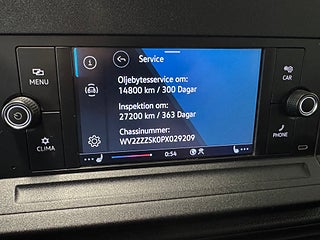 Service
Oljebytesservice om:
14800 km / 300 Dagar
Inspektion om:
27200 km / 363 Dagar
Chassinummer:
WV2ZZZSK0PX029209
0:54
MENU
CLIMA
CAR
PHONE